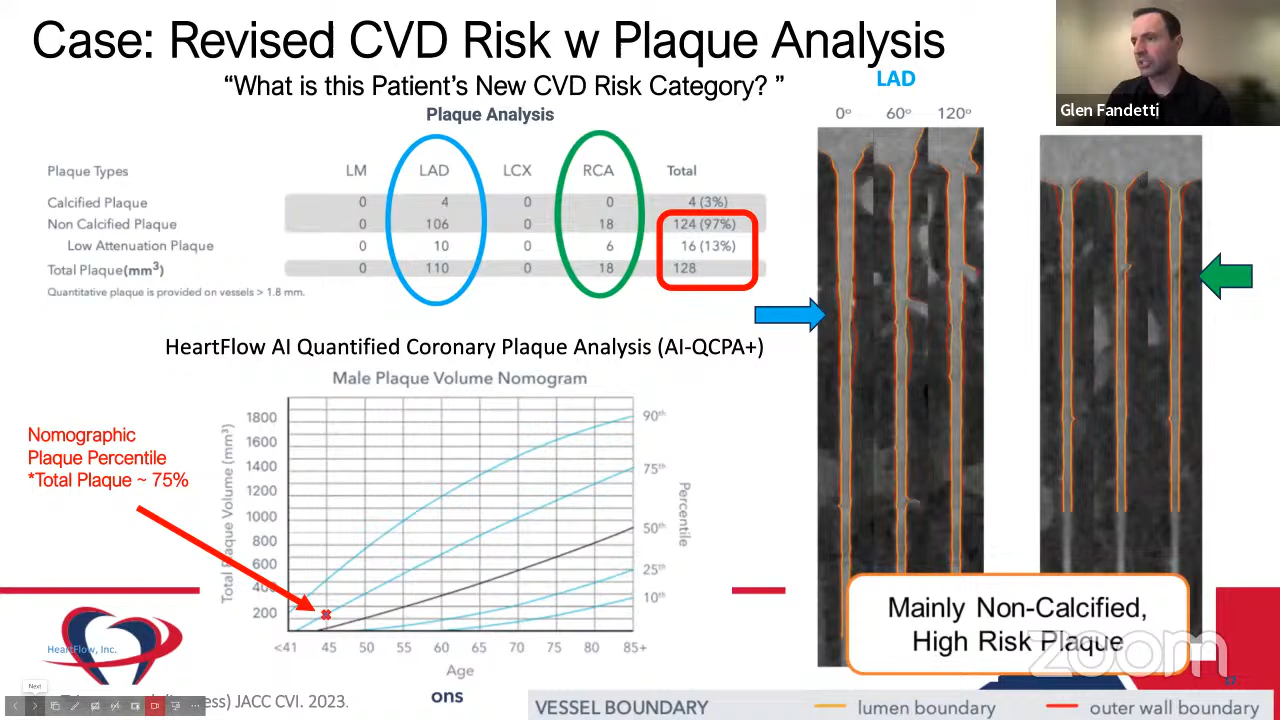 Case: Revised CVD Risk w Plaque Analysis
“What is this Patient’s New CVD Risk Category? ”
Plaque Analysis
Plaque Types LM LAD LCX RCA Total
Calcified Plaque 0 4 0 0 4 (3%)
Non Calcified Plaque 0 106 0 18 124 (97%)
Low Attenuation Plaque 0 10 0 6 16 (13%)
Total Plaque(mm³) 0 110 0 18 128
Quantitative plaque is provided on vessels > 1.8 mm.
HeartFlow AI Quantified Coronary Plaque Analysis (AI-QCPA+)
Male Plaque Volume Nomogram
Nomographic
Plaque Percentile
*Total Plaque ~ 75%
Total Plaque Volume (mm³)
1800
1600
1400
1200
1000
800
600
400
200
<41 45 50 55 60 65 70 75 80 85+
Age
90th
75th
50th
25th
10th
Percentile
LAD
0º 60º 120º
Glen Fandetti
Mainly Non-Calcified,
High Risk Plaque
zoom
HeartFlow, Inc.
Next
ess) JACC CVI. 2023.
ons
VESSEL BOUNDARY lumen boundary outer wall boundary